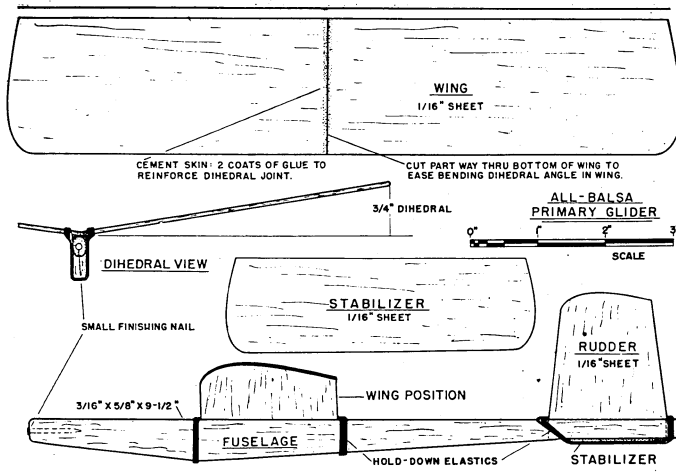 WING
1/16" SHEET
CEMENT SKIN: 2 COATS OF GLUE TO
REINFORCE DIHEDRAL JOINT.
CUT PART WAY THRU BOTTOM OF WING TO
EASE BENDING DIHEDRAL ANGLE IN WING.
3/4" DIHEDRAL
ALL-BALSA
PRIMARY GLIDER
0" 1" 2" 3
SCALE
DIHEDRAL VIEW
STABILIZER
1/16" SHEET
SMALL FINISHING NAIL
RUDDER
1/16" SHEET
WING POSITION
3/16" X 5/8" X 9-1/2"
FUSELAGE
HOLD-DOWN ELASTICS
STABILIZER